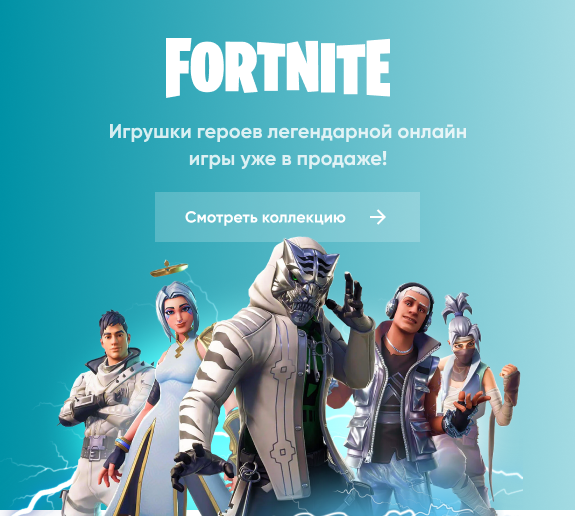 FORTNITE
Игрушки героев легендарной онлайн
игры уже в продаже!
Смотреть коллекцию